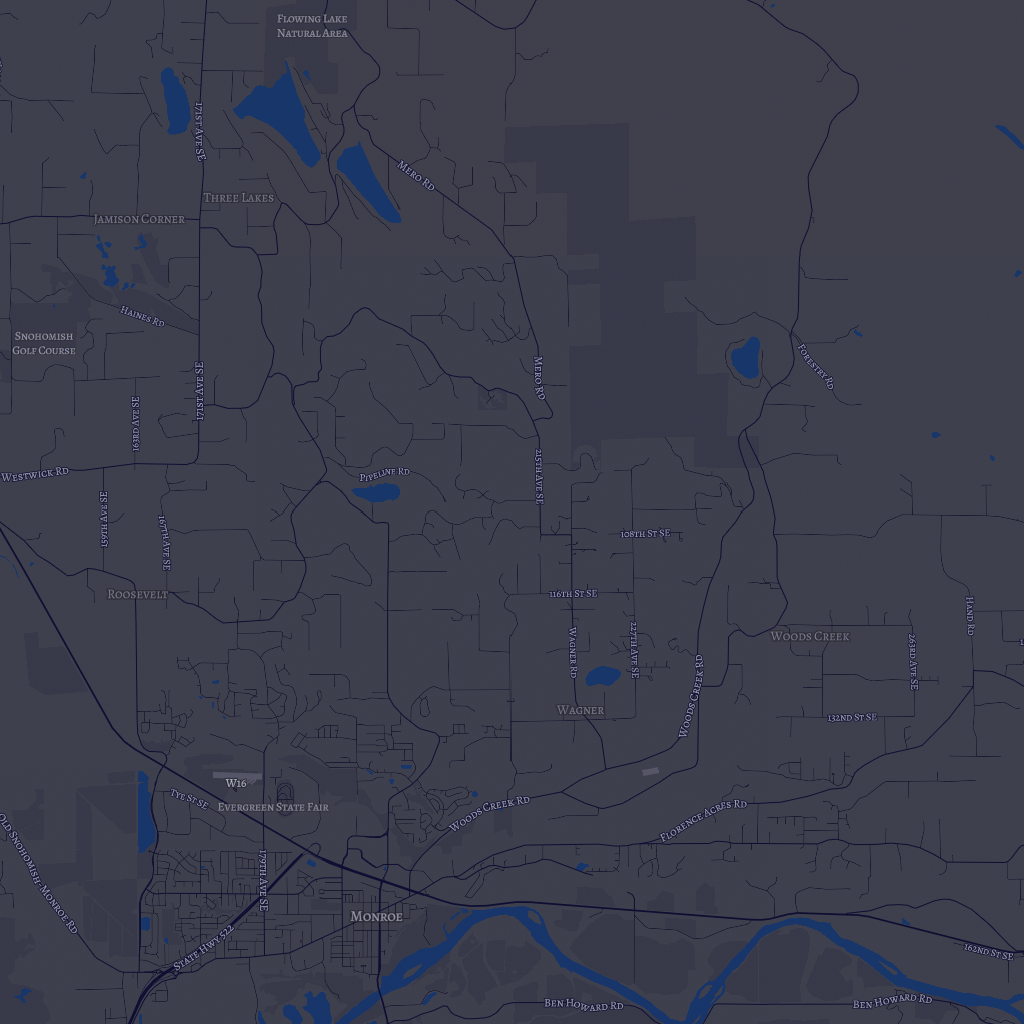 Flowing Lake
Natural Area
171st Ave SE
Mero Rd
Three Lakes
Jamison Corner
Haines Rd
Snohomish
Golf Course
Mero Rd
Forestry Rd
171st Ave SE
163rd Ave SE
Westwick Rd
Pipeline Rd
215th Ave SE
159th Ave SE
167th Ave SE
108th St SE
Roosevelt
116th St SE
Hand Rd
Wagner Rd
227th Ave SE
Woods Creek
263rd Ave SE
Woods Creek Rd
Wagner
132nd St SE
W16
Tye St SE
Evergreen State Fair
Woods Creek Rd
Florence Acres Rd
Old Snohomish-Monroe Rd
179th Ave SE
Monroe
State Hwy 522
162nd St SE
Ben Howard Rd
Ben Howard Rd